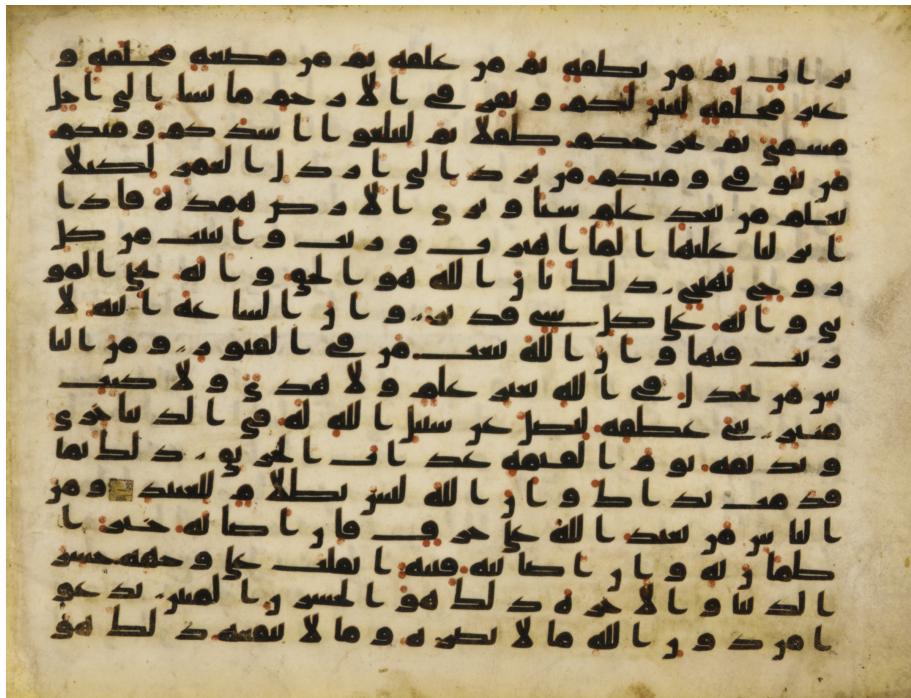 تراب ثم من نطفة ثم من علقة ثم من مضغة مخلقة و
غير مخلقة لنبين لكم ونقر في الارحم ما نشا الى اجل
مسمى ثم نخرجكم طفلا ثم لتبلغوا اشدكم ومنكم
من يتوفى ومنكم من يرد الى ارذل العمر لكيلا
يعلم من بعد علم شيا وترى الارض همدة فاذا
انزلنا عليها الما اهتزت وربت وانبتت من كل
زوج بهيج ذلك بان الله هو الحق وانه يحي المو
تى وانه على كل شي قدير وان الساعة اتية لا
ريب فيها وان الله يبعث من في القبور ومن النا
س من يجدل في الله بغير علم ولا هدى ولا كتب
منير ثني عطفه ليضل عن سبيل الله له في الدنيا خزى
ونذيقه يوم القيمة عذاب الحريق ذلك بما
قدمت يداك وان الله ليس بظلام للعبيد ومن
الناس من يعبد الله على حرف فان اصابه خير ا
طمان به وان اصابته فتنة انقلب على وجهه خسر
الدنيا والاخرة ذلك هو الخسرن المبين يدعو
ا من دون الله ما لا يضره وما لا ينفعه ذلك هو